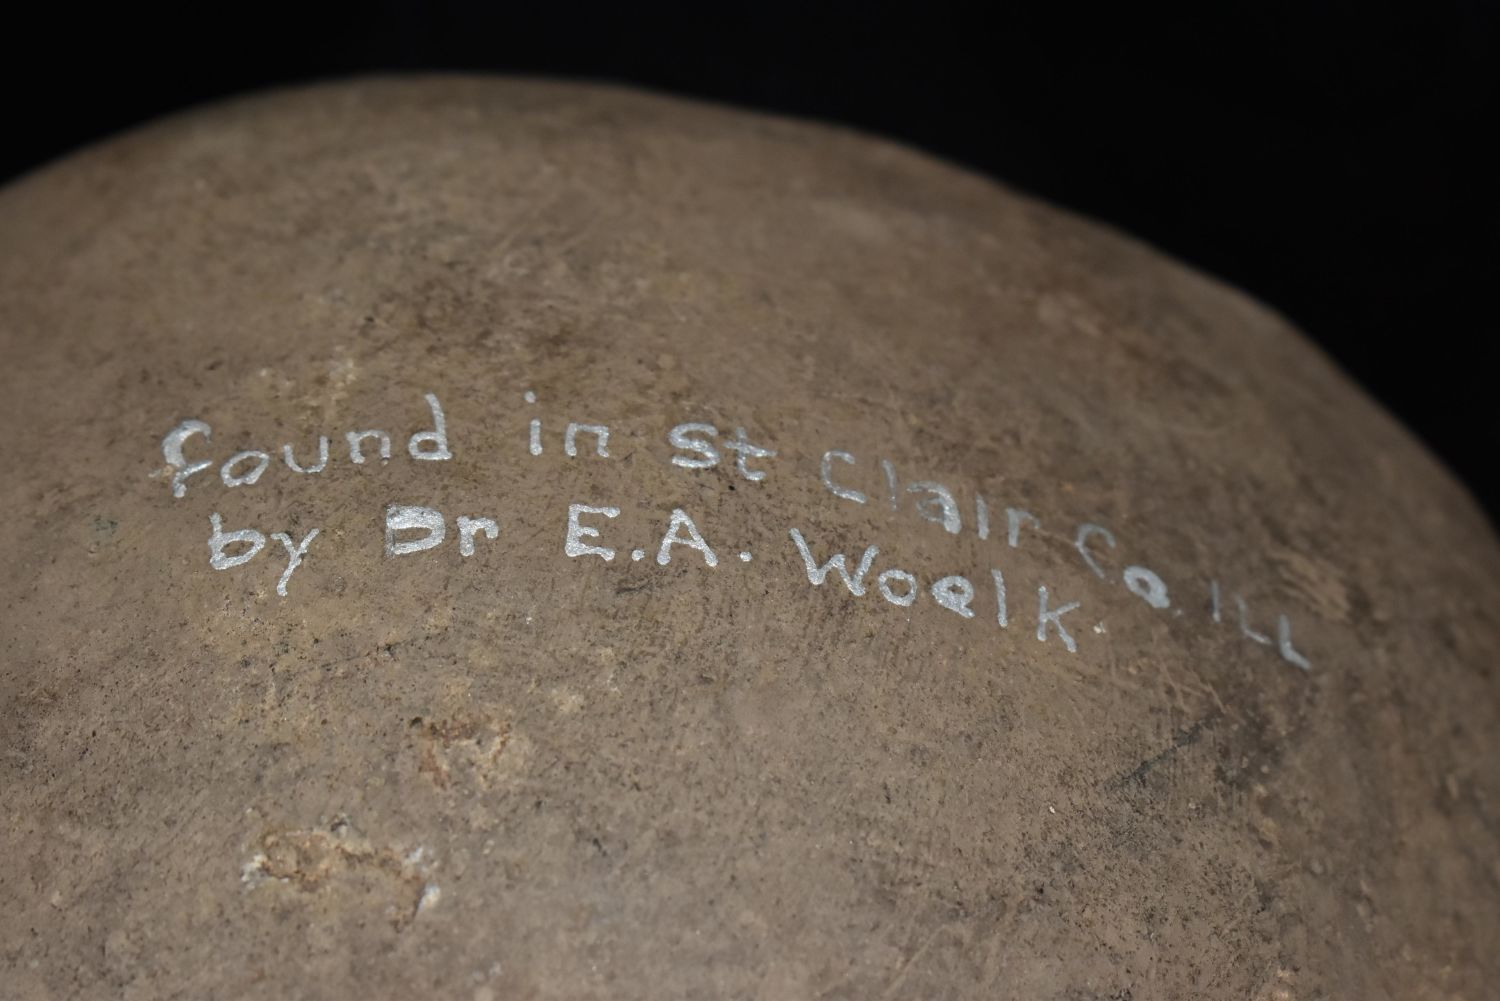 found in St Clair Co. ILL
by Dr E.A. Woelk